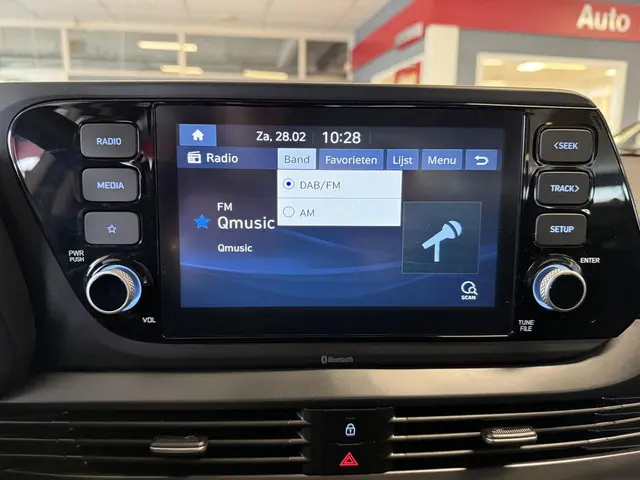 Auto
RADIO
MEDIA
PWR
PUSH
VOL
Za, 28.02
10:28
Radio
Band
Favorieten
Lijst
Menu
DAB/FM
AM
FM
Qmusic
Qmusic
SCAN
<SEEK
TRACK>
SETUP
ENTER
TUNE
FILE
Bluetooth